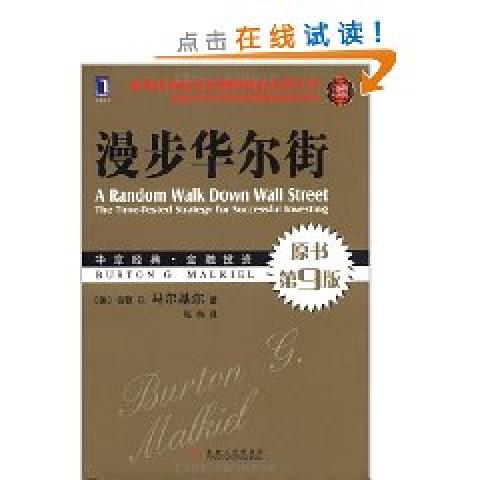 点击 在线试读!
漫步华尔街
A Random Walk Down Wall Street
The Time-Tested Strategy for Successful Investing
华章经典·金融投资
BURTON G. MALKIEL
原书
第9版
马尔基尔 著
Burton G.
Malkiel